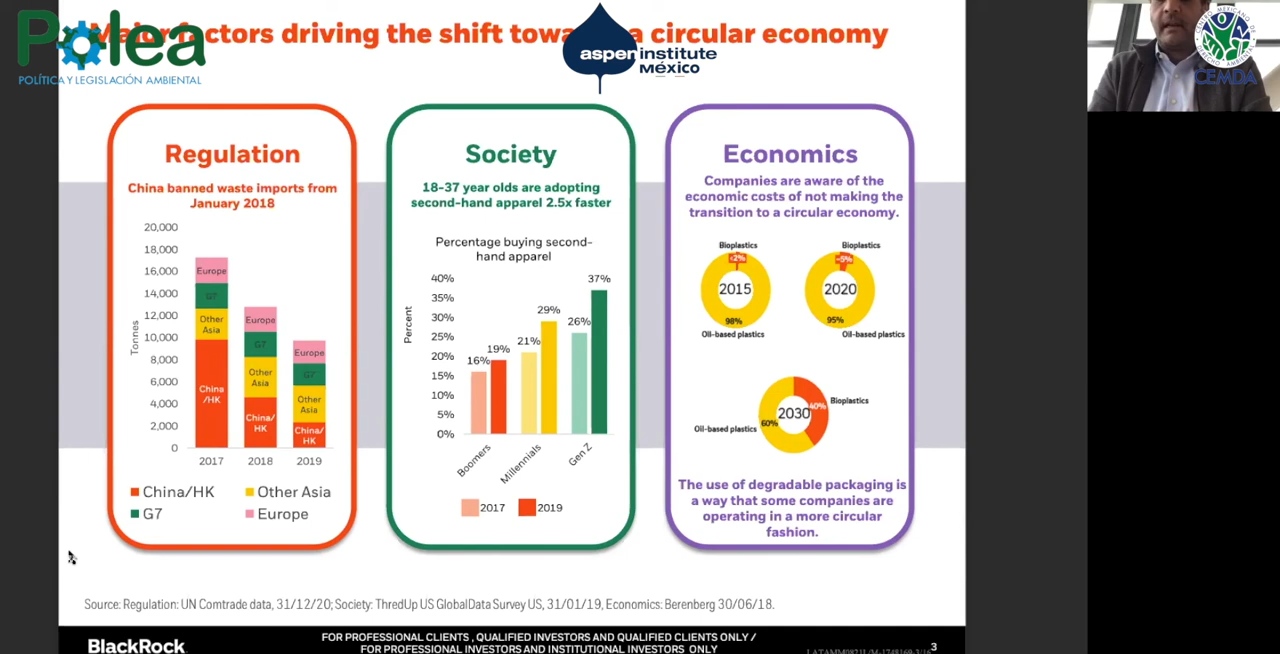 Polea
POLÍTICA Y LEGISLACIÓN AMBIENTAL
factors driving the shift a circular economy
aspen institute
México
CENTRO MEXICANO DE DERECHO AMBIENTAL
CEMDA
Regulation
China banned waste imports from
January 2018
Tonnes
20,000
18,000
16,000
14,000
12,000
10,000
8,000
6,000
4,000
2,000
0
Europe
G7
Other
Asia
China
/HK
Europe
G7
Other
Asia
China/
HK
Europe
G7
Other
Asia
China/
HK
2017 2018 2019
China/HK Other Asia
G7 Europe
Society
18-37 year olds are adopting
second-hand apparel 2.5x faster
Percentage buying second-
hand apparel
Percent
40%
35%
30%
25%
20%
15%
10%
5%
0%
16% 19% 21% 29% 26% 37%
Boomers Millennials Gen Z
2017 2019
Economics
Companies are aware of the
economic costs of not making the
transition to a circular economy.
Bioplastics
<2%
2015
98%
Oil-based plastics
Bioplastics
~5%
2020
95%
Oil-based plastics
Bioplastics
40%
2030
60%
Oil-based plastics
The use of degradable packaging is
a way that some companies are
operating in a more circular
fashion.
Source: Regulation: UN Comtrade data, 31/12/20; Society: ThredUp US GlobalData Survey US, 31/01/19, Economics: Berenberg 30/06/18.
BlackRock
FOR PROFESSIONAL CLIENTS , QUALIFIED INVESTORS AND QUALIFIED CLIENTS ONLY /
FOR PROFESSIONAL INVESTORS AND INSTITUTIONAL INVESTORS ONLY
3